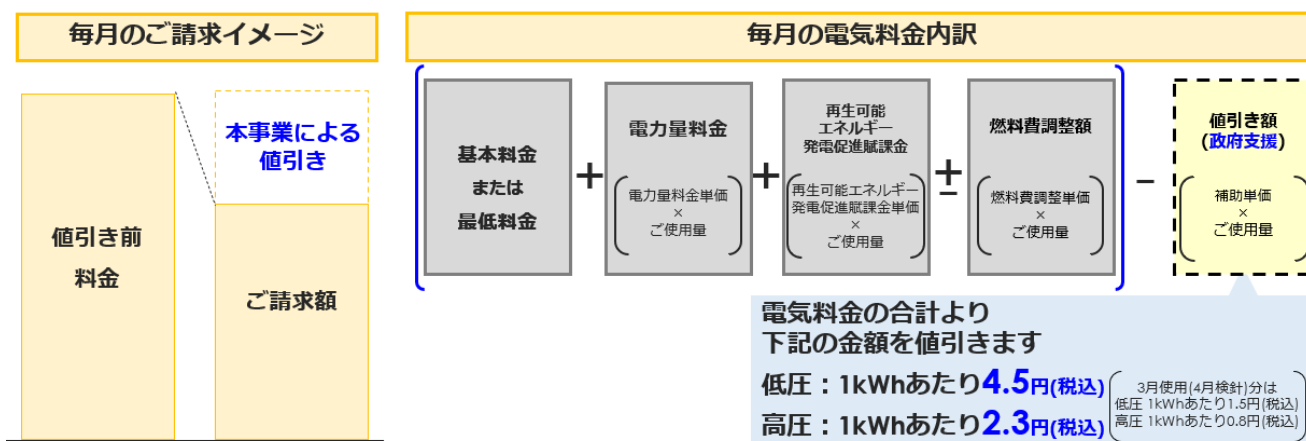 毎月のご請求イメージ
本事業による
値引き
値引き前
料金
ご請求額
毎月の電気料金内訳
基本料金
または
最低料金
+
電力量料金
電力量料金単価
×
ご使用量
+
再生可能
エネルギー
発電促進賦課金
再生可能エネルギー
発電促進賦課金単価
×
ご使用量
±
燃料費調整額
燃料費調整単価
×
ご使用量
−
値引き額
(政府支援)
補助単価
×
ご使用量
電気料金の合計より
下記の金額を値引きます
低圧：1kWhあたり4.5円(税込)
高圧：1kWhあたり2.3円(税込)
3月使用(4月検針)分は
低圧 1kWhあたり1.5円(税込)
高圧 1kWhあたり0.8円(税込)